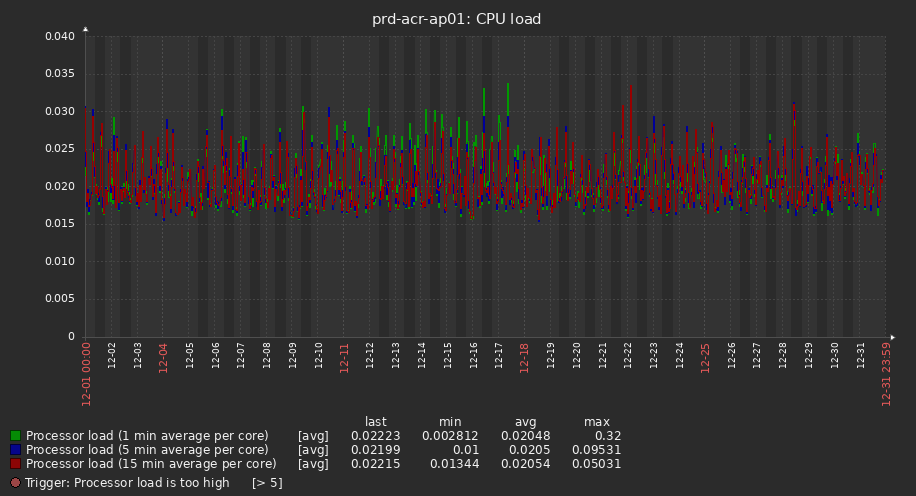 prd-acr-ap01: CPU load
0.040
0.035
0.030
0.025
0.020
0.015
0.010
0.005
0
12-01 00:00 12-02 12-03 12-04 12-05 12-06 12-07 12-08 12-09 12-10 12-11 12-12 12-13 12-14 12-15 12-16 12-17 12-18 12-19 12-20 12-21 12-22 12-23 12-24 12-25 12-26 12-27 12-28 12-29 12-30 12-31 12-31 23:59
last min avg max
Processor load (1 min average per core) [avg] 0.02223 0.002812 0.02048 0.32
Processor load (5 min average per core) [avg] 0.02199 0.01 0.0205 0.09531
Processor load (15 min average per core) [avg] 0.02215 0.01344 0.02054 0.05031
Trigger: Processor load is too high [> 5]